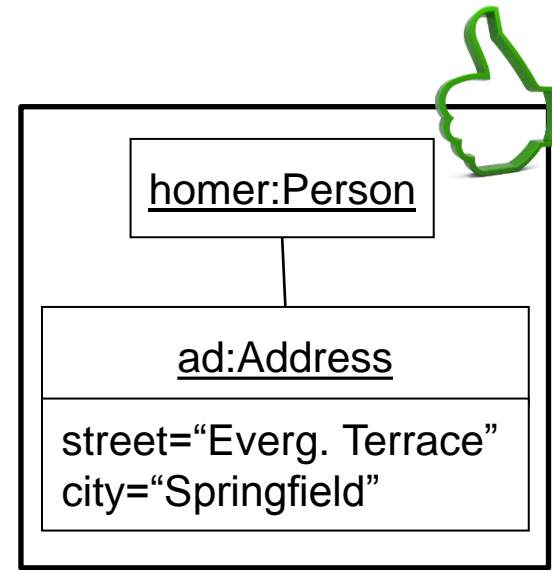 homer:Person
ad:Address
street=“Everg. Terrace”
city=“Springfield”